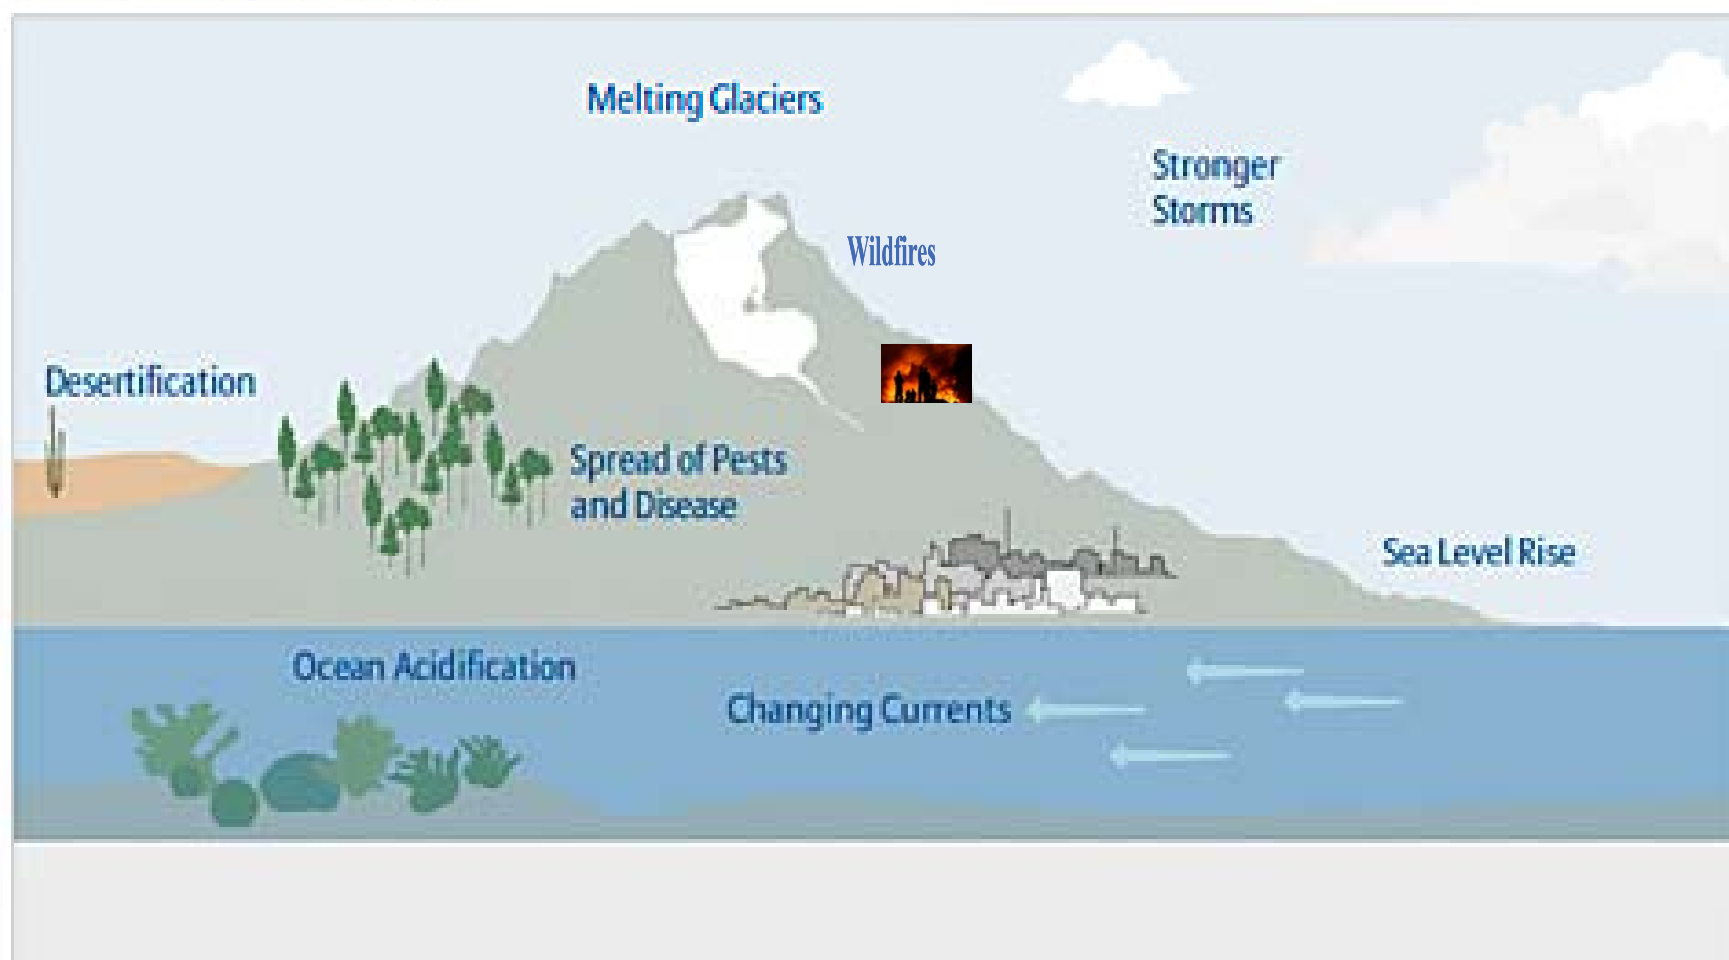 Melting Glaciers
Stronger
Storms
Wildfires
Desertification
Spread of Pests
and Disease
Sea Level Rise
Ocean Acidification
Changing Currents